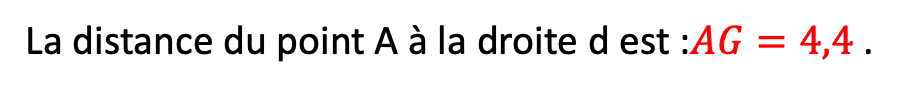 La distance du point A à la droite d est :AG = 4,4 .